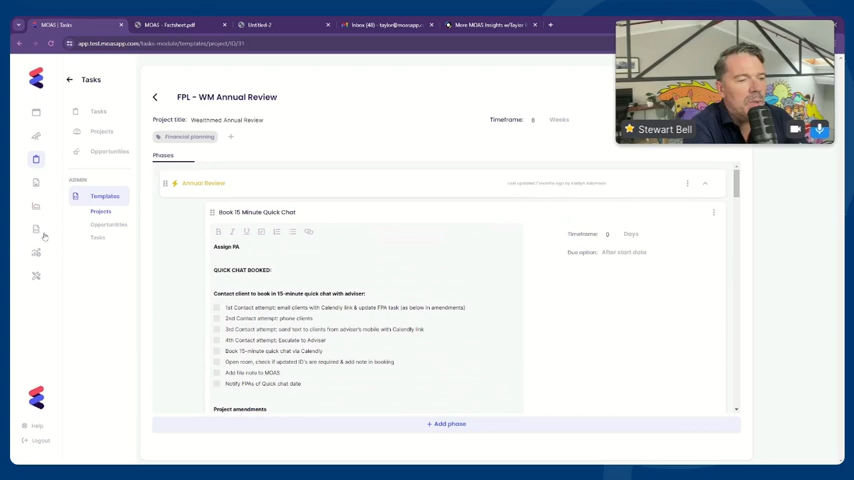 MOAS | Tasks
MOAS - Factsheet.pdf
Untitled-2
Inbox (48) - taylor@moasapp.c
More MOAS Insights w/Taylor
app.test.moasapp.com/tasks-module/templates/project/ID/31
Tasks
Tasks
Projects
Opportunities
ADMIN
Templates
Projects
Opportunities
Tasks
Help
Logout
FPL - WM Annual Review
Project title: Wealthmed Annual Review
Timeframe: 8 Weeks
Financial planning
Phases
Annual Review
Book 15 Minute Quick Chat
Timeframe: 0 Days
Due option: After start date
Assign PA
QUICK CHAT BOOKED:
Contact client to book in 15-minute quick chat with adviser:
1st Contact attempt: email clients with Calendly link & update FPA task (as below in amendments)
2nd Contact attempt: phone clients
3rd Contact attempt: send text to clients from adviser's mobile with Calendly link
4th Contact attempt: Escalate to Adviser
Book 15-minute quick chat via Calendly
Open room, check if updated ID's are required & add note in booking
Add file note to MOAS
Notify FPAs of Quick chat date
Project amendments
+ Add phase
Stewart Bell